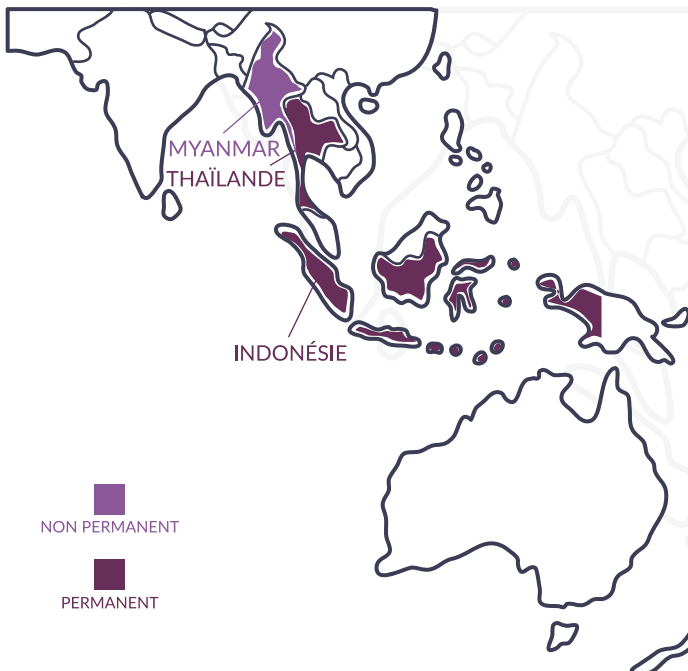 MYANMAR
THAÏLANDE
INDONÉSIE
NON PERMANENT
PERMANENT